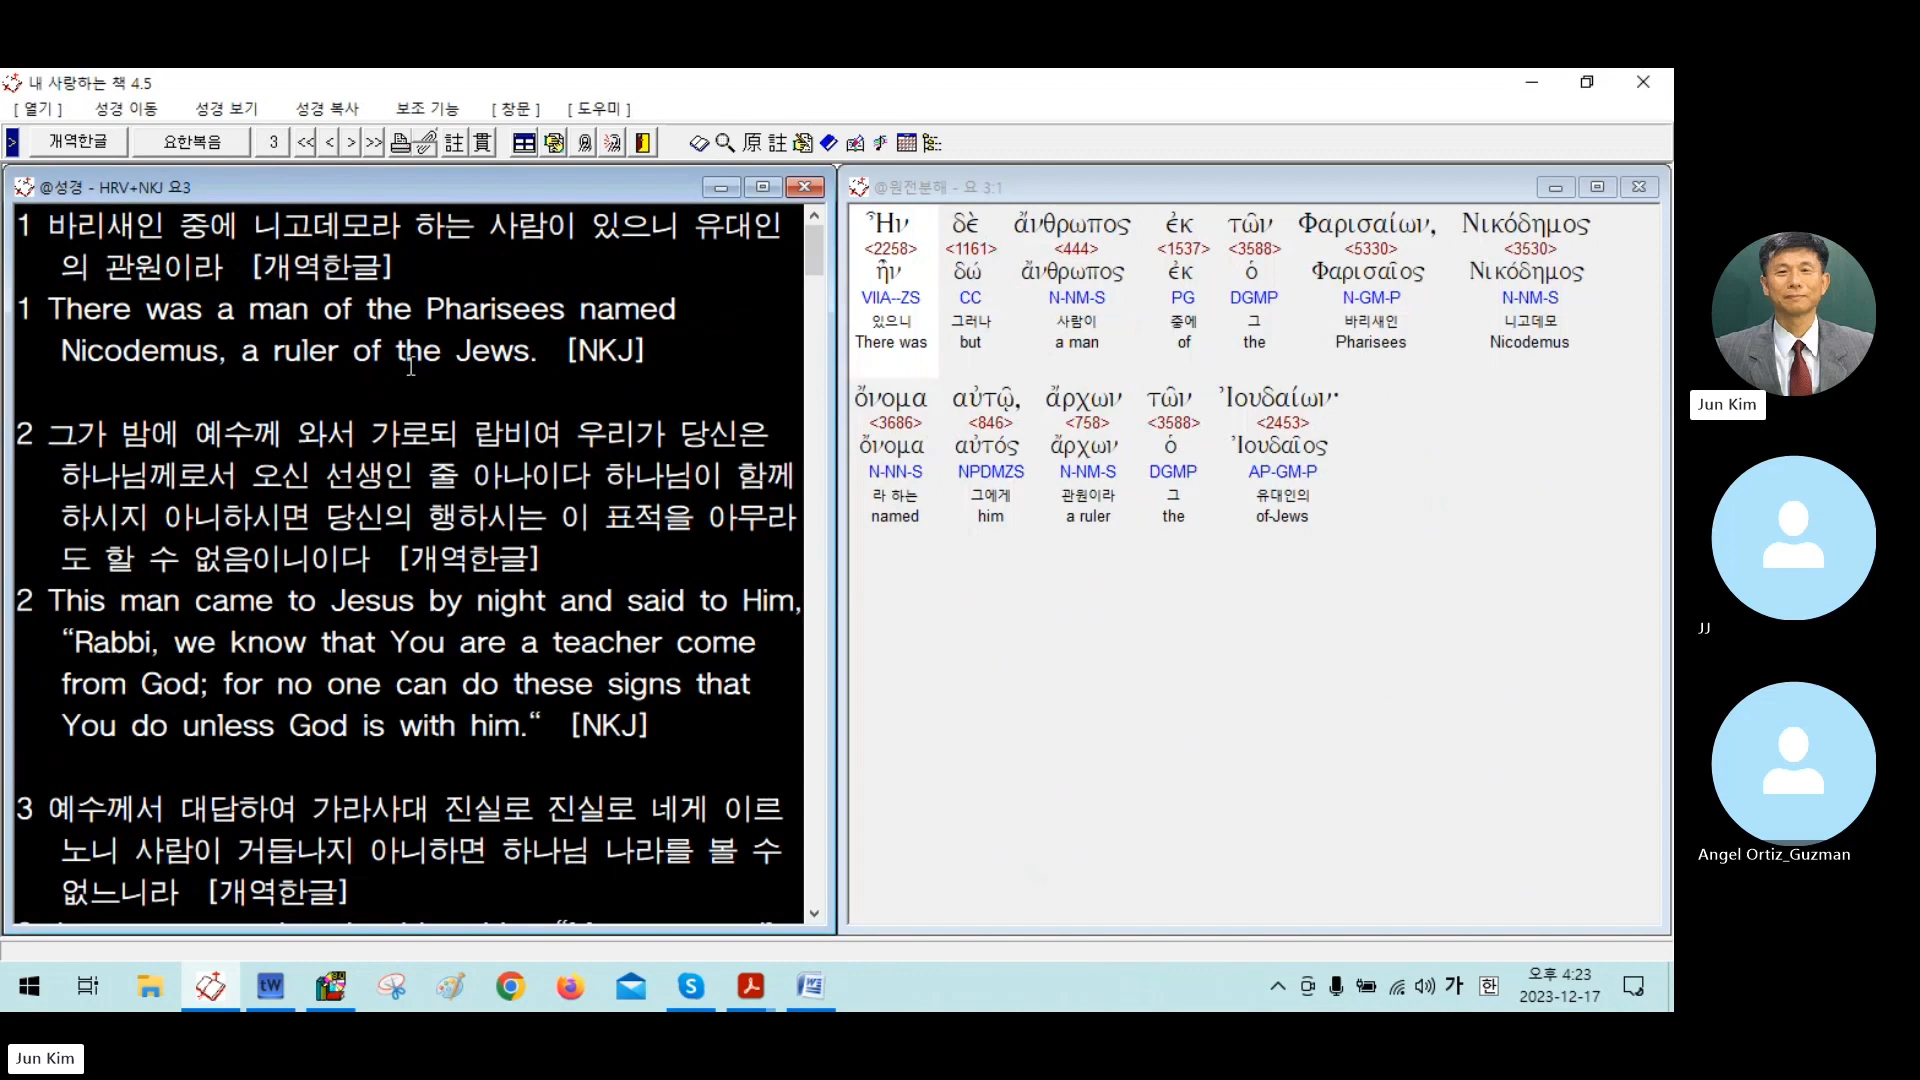 내 사랑하는 책 4.5
[ 열기 ] 성경 이동 성경 보기 성경 복사 보조 기능 [ 창문 ] [ 도우미 ]
> 개역한글 요한복음 3 << < > >> 註 貫 原 註
@성경 - HRV+NKJ 요3
1 바리새인 중에 니고데모라 하는 사람이 있으니 유대인
의 관원이라 [개역한글]
1 There was a man of the Pharisees named
Nicodemus, a ruler of the Jews. [NKJ]
2 그가 밤에 예수께 와서 가로되 랍비여 우리가 당신은
하나님께로서 오신 선생인 줄 아나이다 하나님이 함께
하시지 아니하시면 당신의 행하시는 이 표적을 아무라
도 할 수 없음이니이다 [개역한글]
2 This man came to Jesus by night and said to Him,
“Rabbi, we know that You are a teacher come
from God; for no one can do these signs that
You do unless God is with him.“ [NKJ]
3 예수께서 대답하여 가라사대 진실로 진실로 네게 이르
노니 사람이 거듭나지 아니하면 하나님 나라를 볼 수
없느니라 [개역한글]
@원전분해 - 요 3:1
Ἦν δὲ ἄνθρωπος ἐκ τῶν Φαρισαίων, Νικόδημος
<2258> <1161> <444> <1537> <3588> <5330> <3530>
ἦν δώ ἄνθρωπος ἐκ ὁ Φαρισαῖος Νικόδημος
VIIA--ZS CC N-NM-S PG DGMP N-GM-P N-NM-S
있으니 그러나 사람이 중에 그 바리새인 니고데모
There was but a man of the Pharisees Nicodemus
ὄνομα αὐτῷ, ἄρχων τῶν Ἰουδαίων·
<3686> <846> <758> <3588> <2453>
ὄνομα αὐτός ἄρχων ὁ Ἰουδαῖος
N-NN-S NPDMZS N-NM-S DGMP AP-GM-P
라 하는 그에게 관원이라 그 유대인의
named him a ruler the of-Jews
Jun Kim
JJ
Angel Ortiz_Guzman
가 한 오후 4:23
2023-12-17
Jun Kim